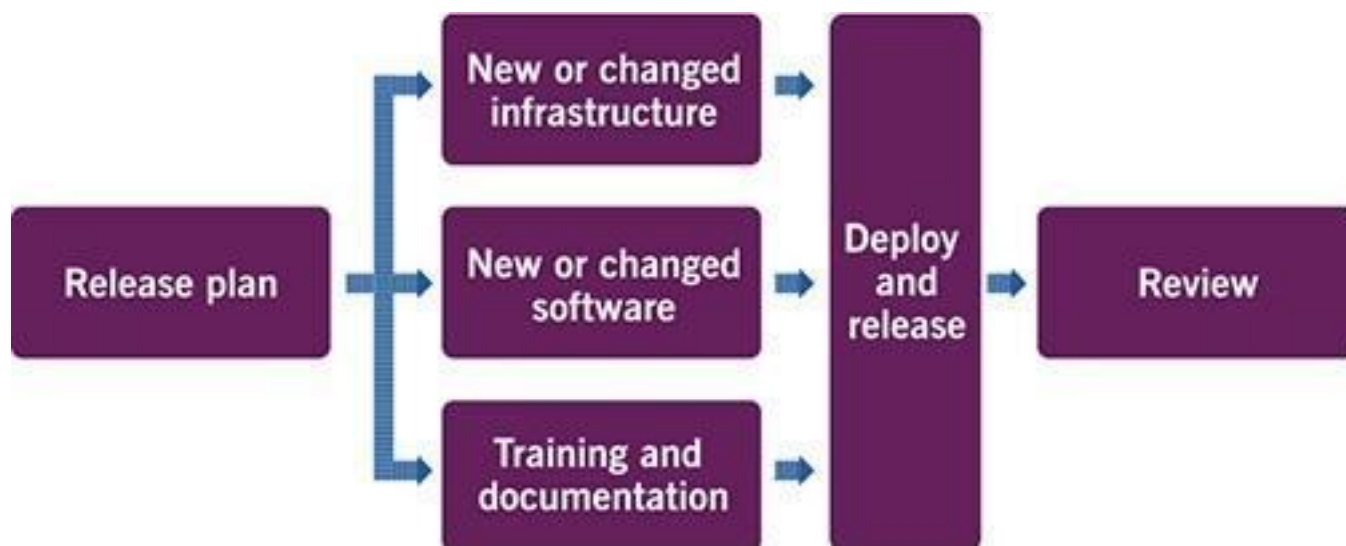 Release plan
New or changed
infrastructure
New or changed
software
Training and
documentation
Deploy
and
release
Review